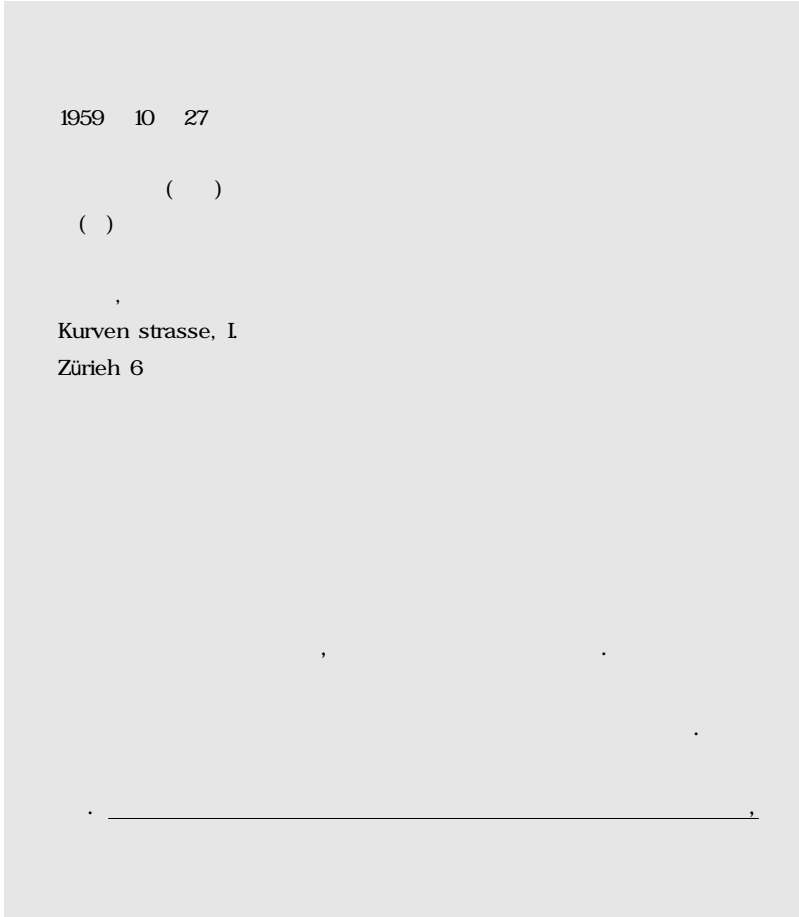 1959 10 27
( )
( )
,
Kurven strasse, I.
Zürieh 6
, .
.
. ,